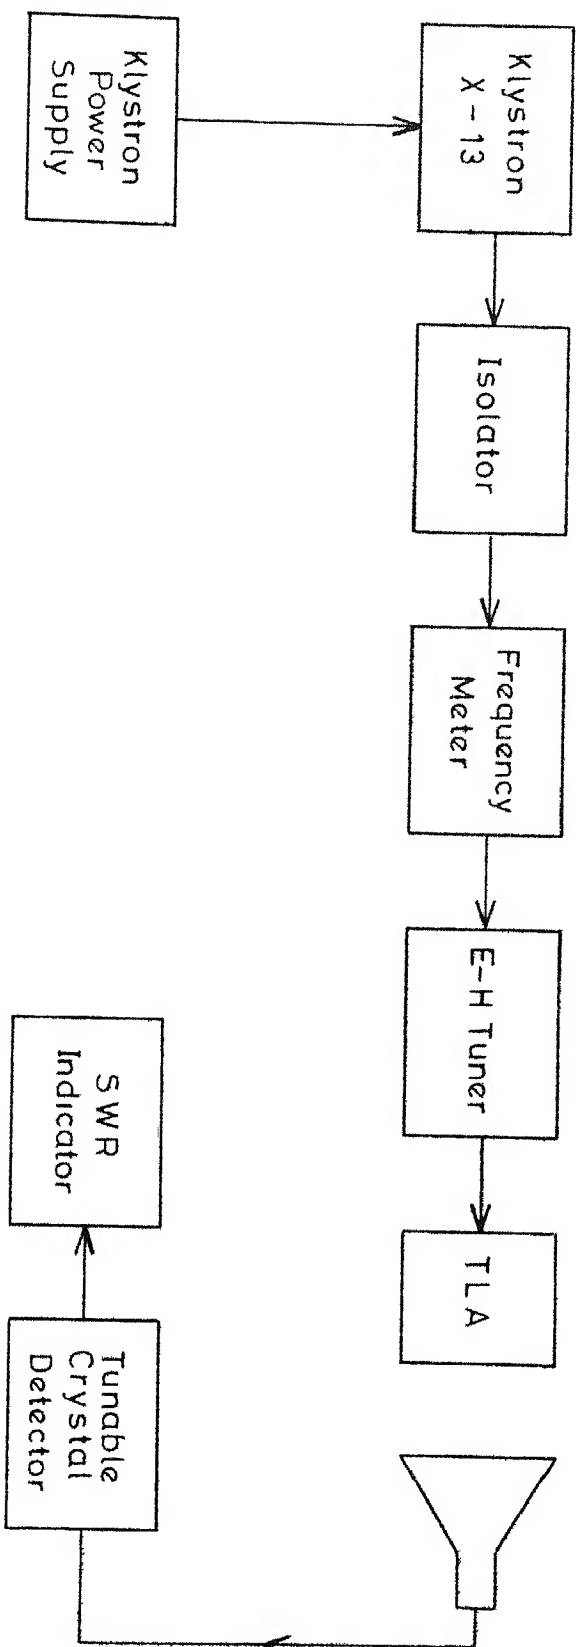 Klystron
X-13
Isolator
Frequency
Meter
E-H Tuner
TLA
Klystron
Power
Supply
SWR
Indicator
Tunable
Crystal
Detector